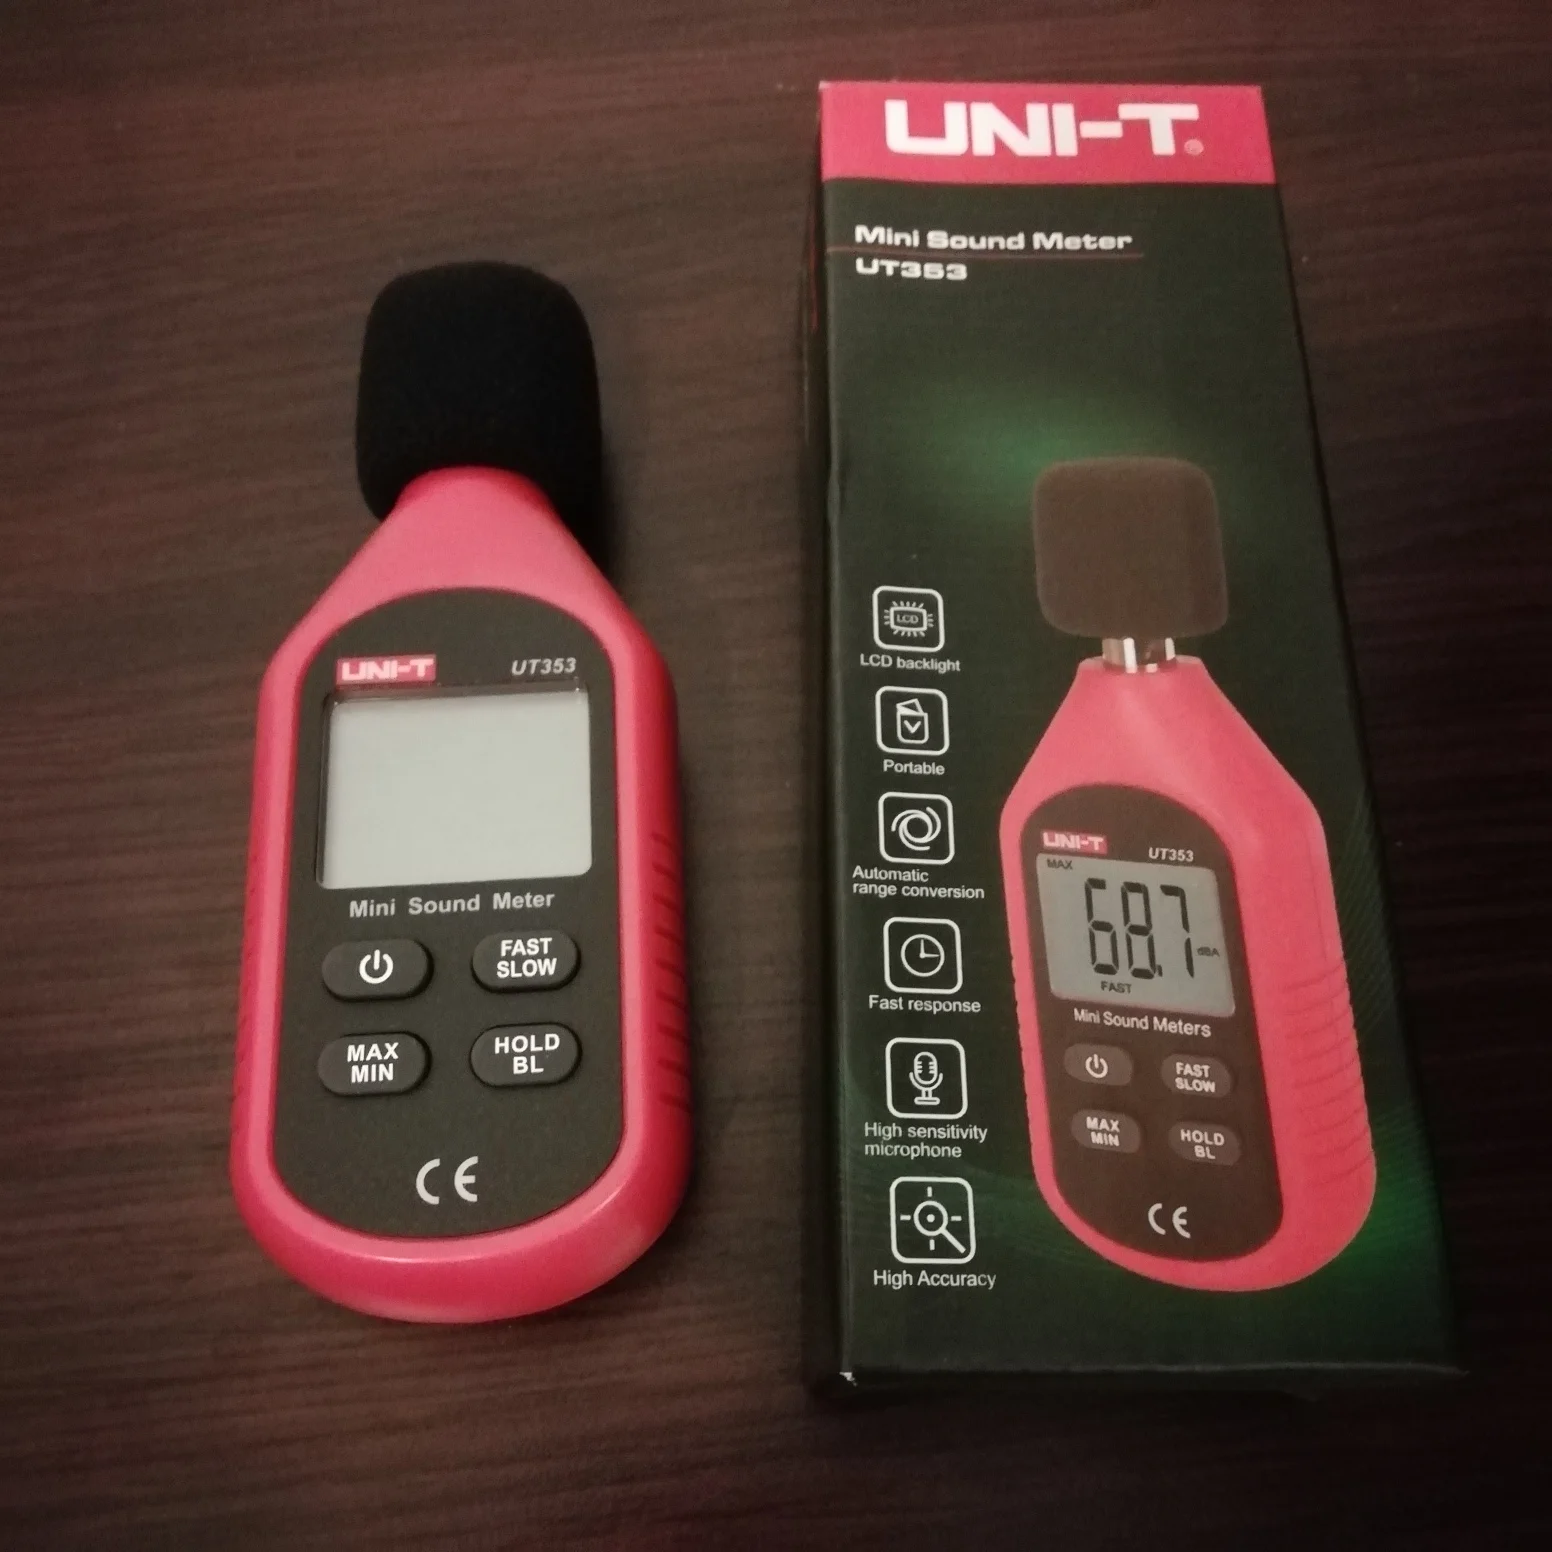 UNI-T
UT353
Mini Sound Meter
FAST
SLOW
MAX
MIN
HOLD
BL
CE
UNI-T®
Mini Sound Meter
UT353
LCD
LCD backlight
Portable
Automatic
range conversion
Fast response
High sensitivity
microphone
High Accuracy
UNI-T
UT353
MAX
68.7
dBA
FAST
Mini Sound Meters
FAST
SLOW
MAX
MIN
HOLD
BL
CE